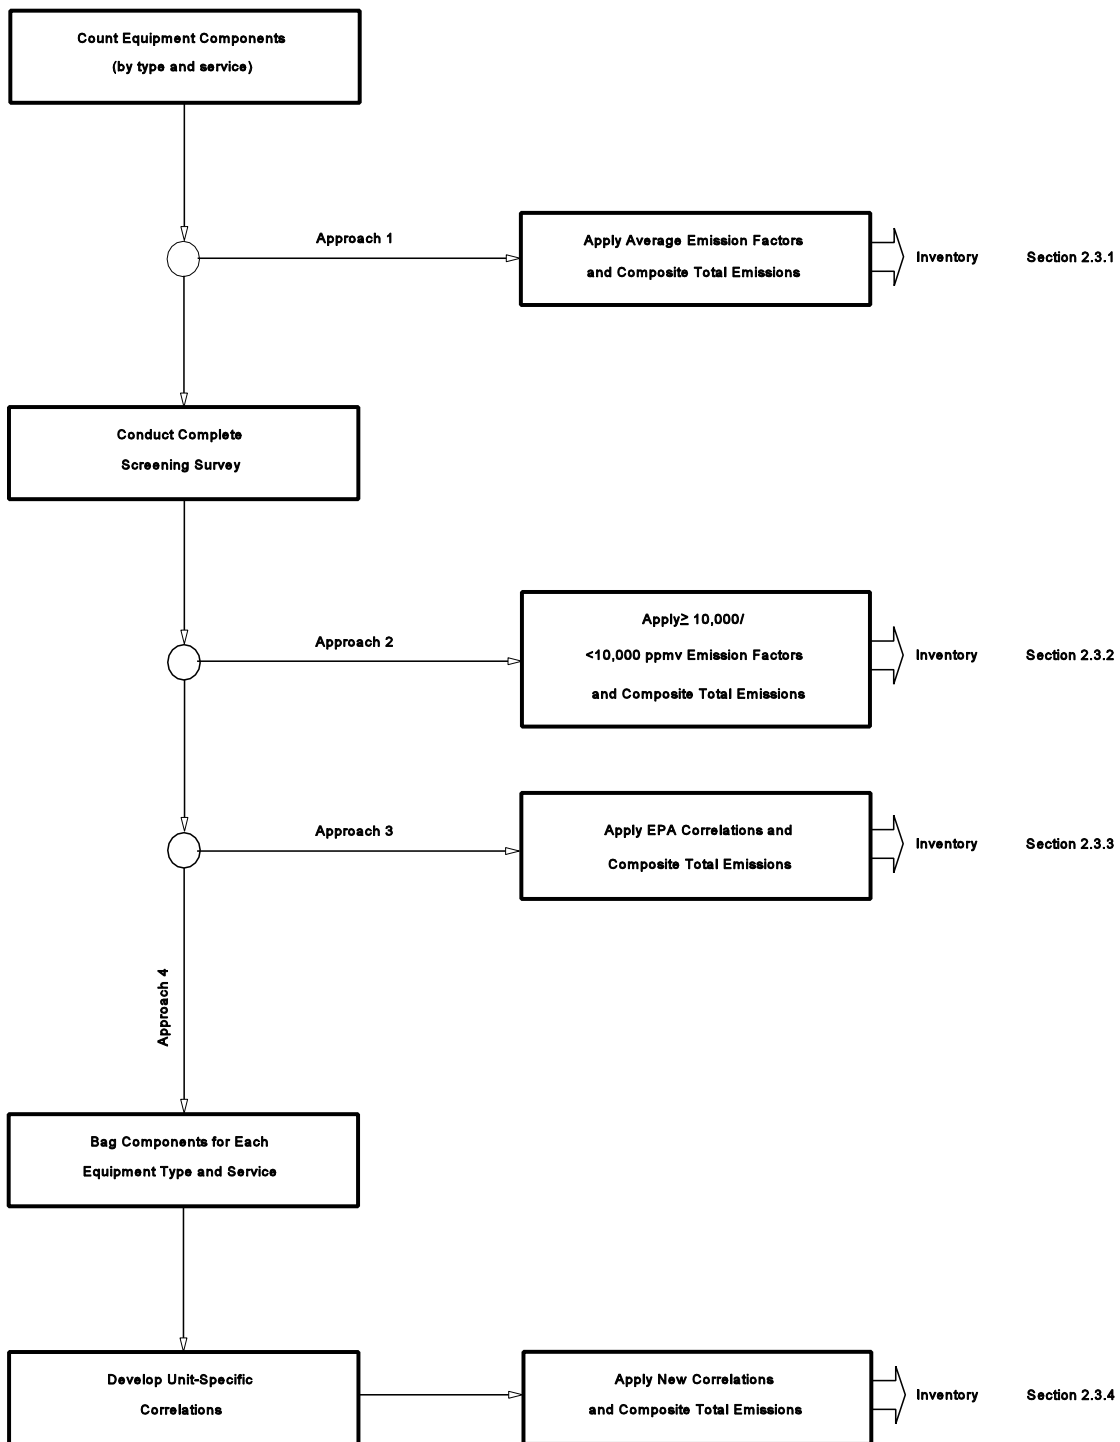 Count Equipment Components
(by type and service)
Approach 1
Apply Average Emission Factors
and Composite Total Emissions
Inventory
Section 2.3.1
Conduct Complete
Screening Survey
Approach 2
Apply≥ 10,000/
<10,000 ppmv Emission Factors
and Composite Total Emissions
Inventory
Section 2.3.2
Approach 3
Apply EPA Correlations and
Composite Total Emissions
Inventory
Section 2.3.3
Approach 4
Bag Components for Each
Equipment Type and Service
Develop Unit-Specific
Correlations
Apply New Correlations
and Composite Total Emissions
Inventory
Section 2.3.4